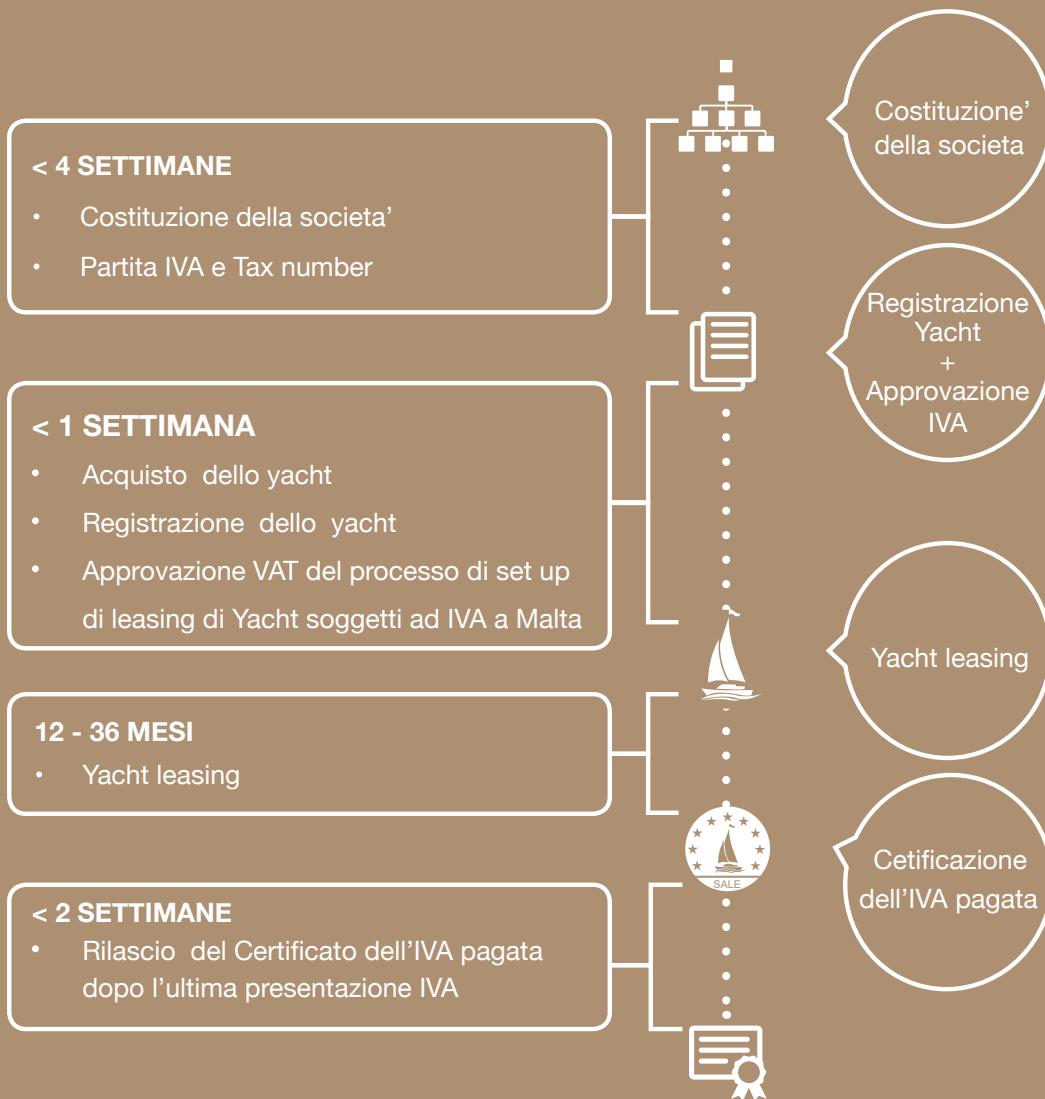 Costituzione’
della societa
< 4 SETTIMANE
• Costituzione della societa’
• Partita IVA e Tax number
Registrazione
Yacht
+
Approvazione
IVA
< 1 SETTIMANA
• Acquisto dello yacht
• Registrazione dello yacht
• Approvazione VAT del processo di set up
di leasing di Yacht soggetti ad IVA a Malta
Yacht leasing
12 - 36 MESI
• Yacht leasing
SALE
Cetificazione
dell’IVA pagata
< 2 SETTIMANE
• Rilascio del Certificato dell’IVA pagata
dopo l’ultima presentazione IVA